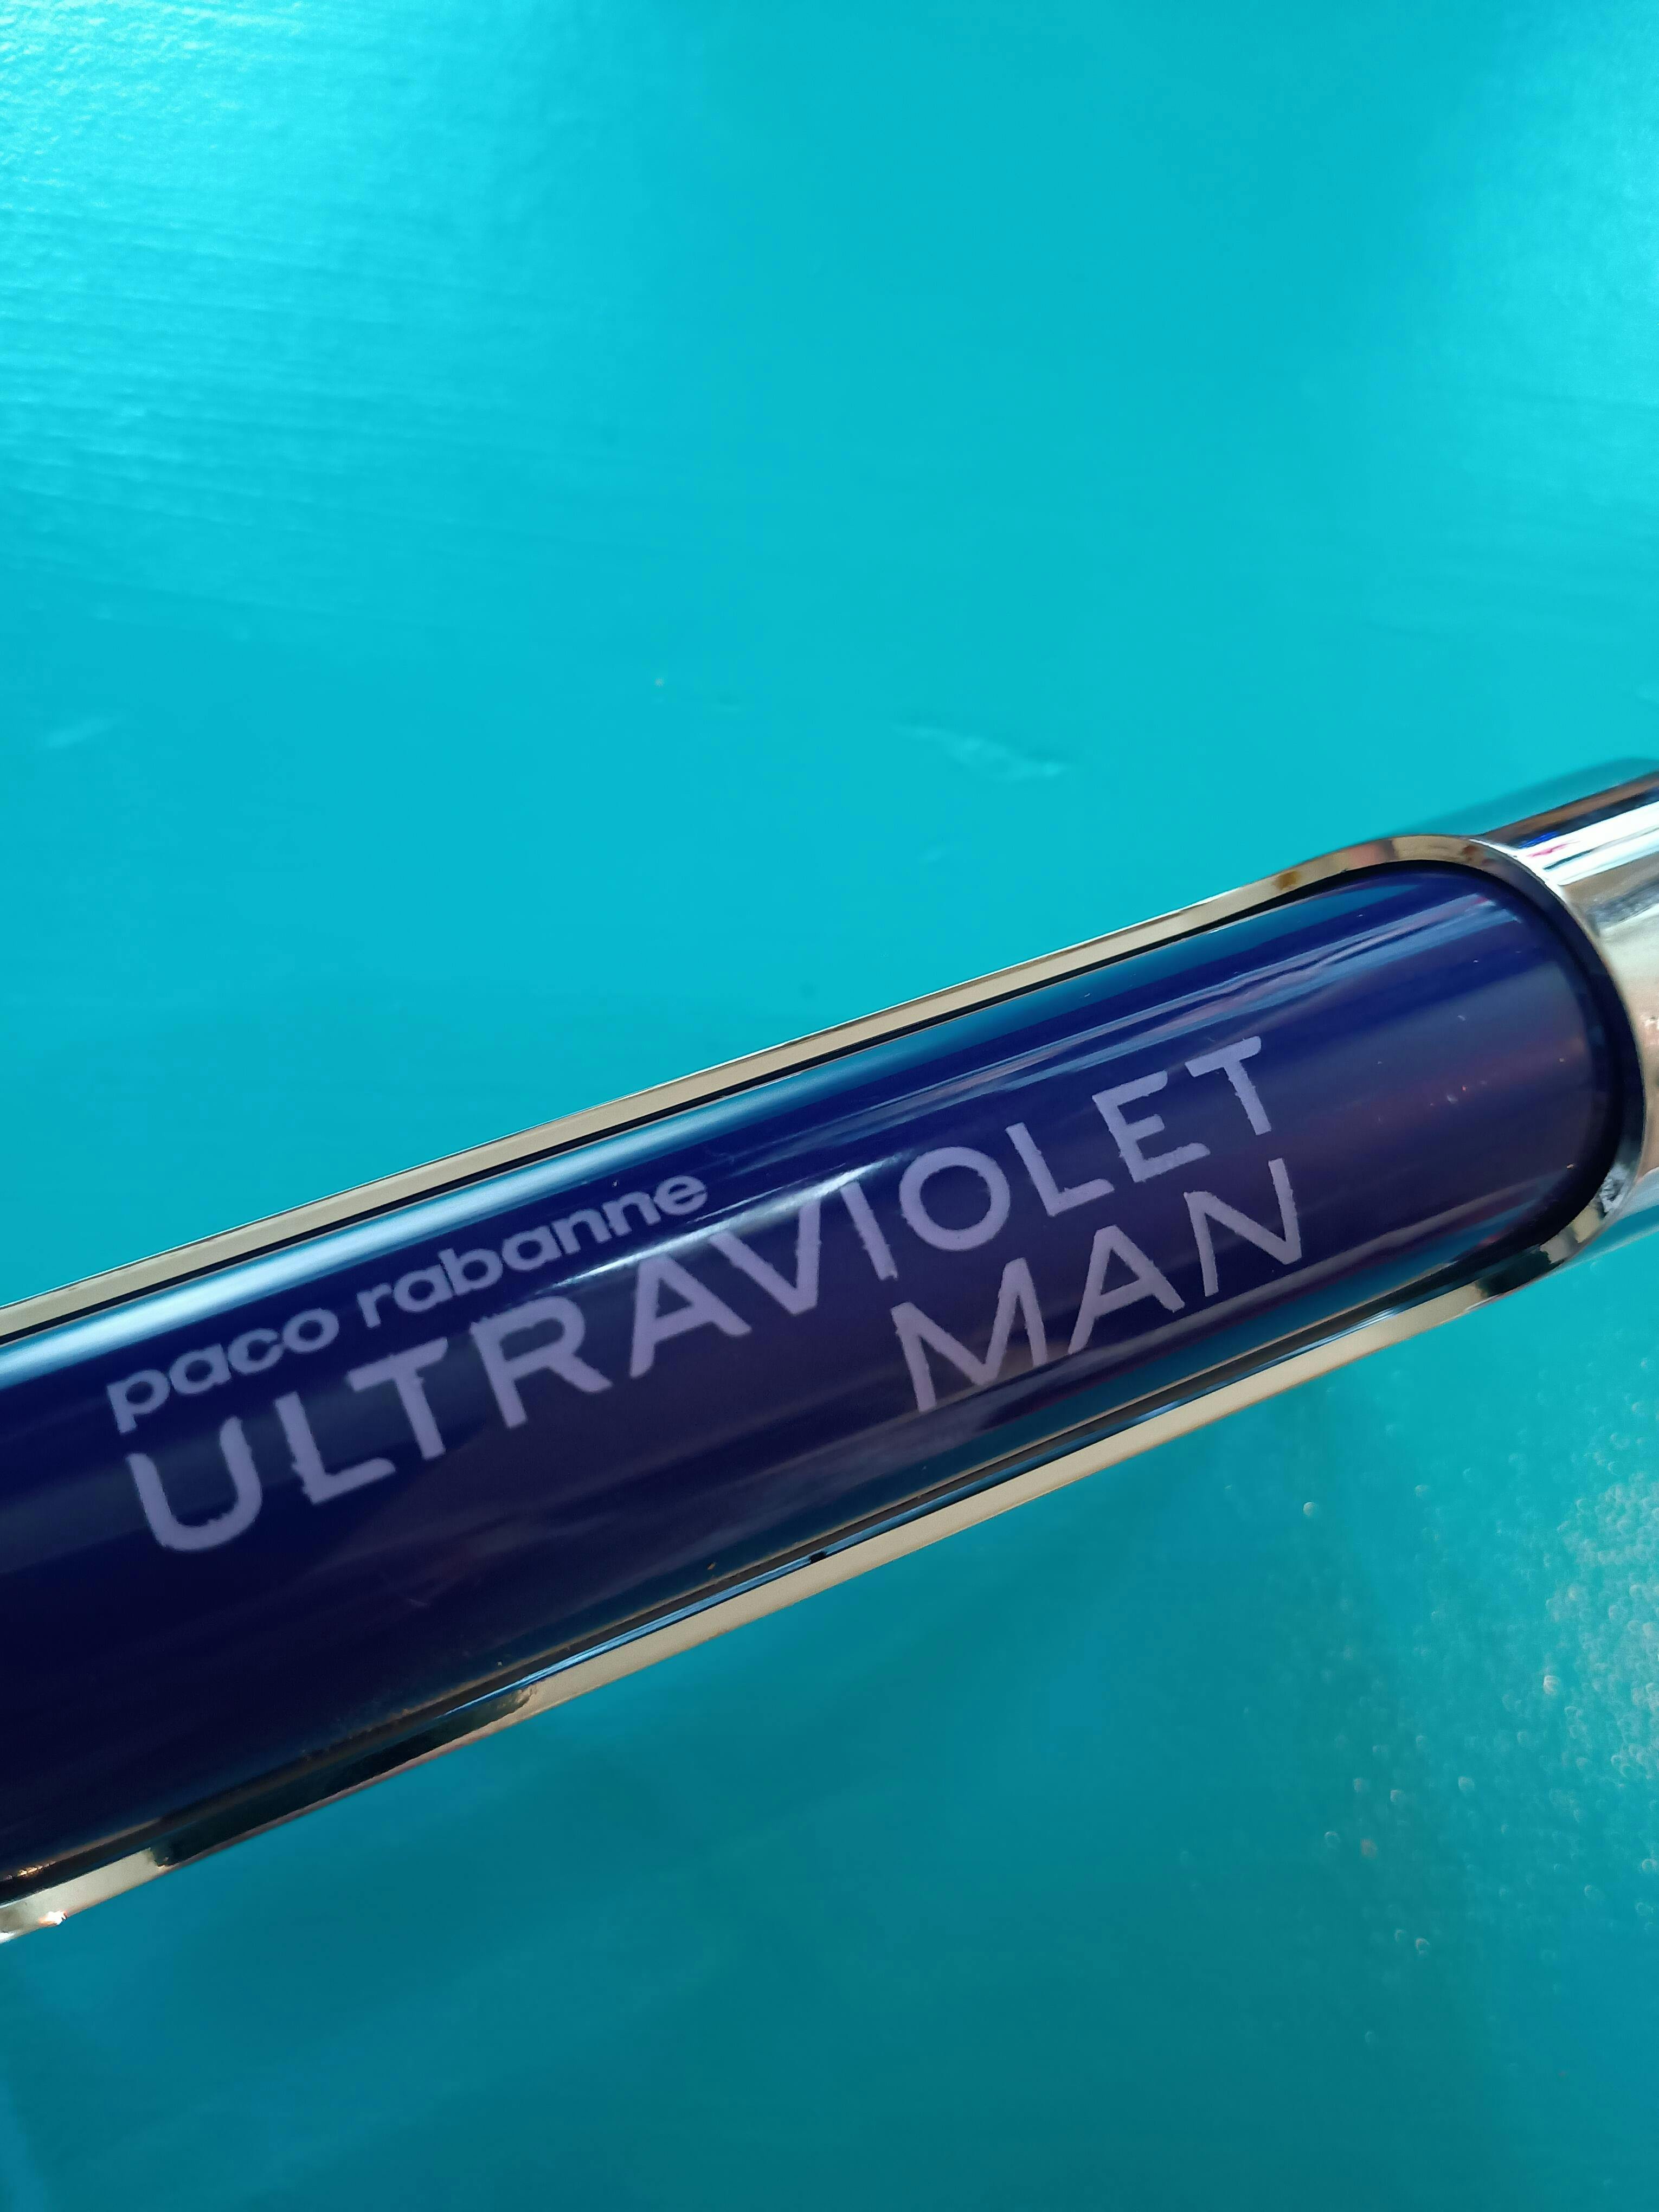 paco rabanne
ULTRAVIOLET
MAN